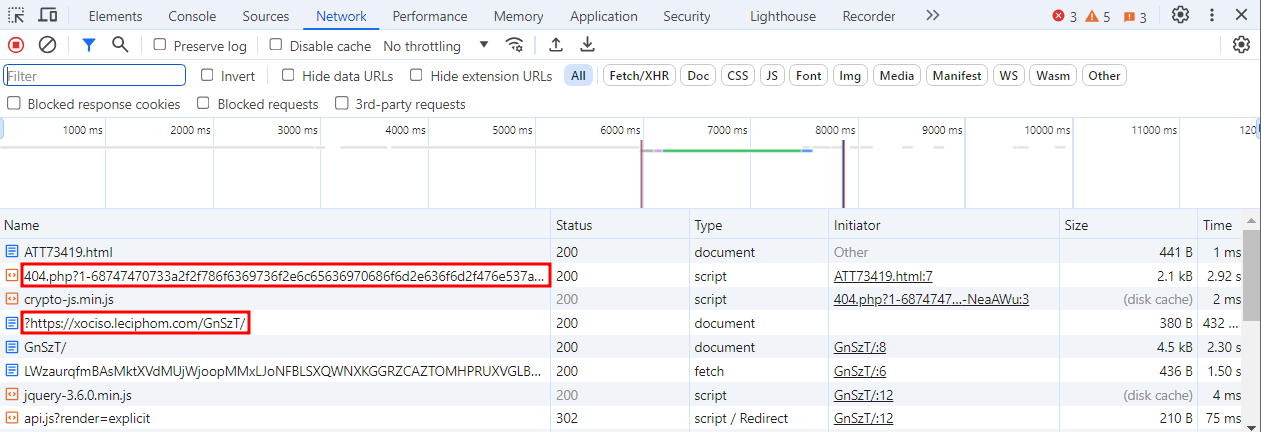 Elements Console Sources Network Performance Memory Application Security Lighthouse Recorder 3 5 3
Preserve log Disable cache No throttling
Filter Invert Hide data URLs Hide extension URLs All Fetch/XHR Doc CSS JS Font Img Media Manifest WS Wasm Other
Blocked response cookies Blocked requests 3rd-party requests
1000 ms 2000 ms 3000 ms 4000 ms 5000 ms 6000 ms 7000 ms 8000 ms 9000 ms 10000 ms 11000 ms 120
Name Status Type Initiator Size Time
ATT73419.html 200 document Other 441 B 1 ms
404.php?1-68747470733a2f2f786f6369736f2e6c65636970686f6d2e636f6d2f476e537a... 200 script ATT73419.html:7 2.1 kB 2.92 s
crypto-js.min.js 200 script 404.php?1-6874747...-NeaAWu:3 (disk cache) 2 ms
?https://xociso.leciphom.com/GnSzT/ 200 document 380 B 432 ...
GnSzT/ 200 document GnSzT/:8 4.5 kB 2.30 s
LWzaurqfmBAsMktXVdMUjWjoopMMxLJoNFBLSXQWNXKGGRZCAZTOMHPRUXVGLB... 200 fetch GnSzT/:6 436 B 1.50 s
jquery-3.6.0.min.js 200 script GnSzT/:12 (disk cache) 4 ms
api.js?render=explicit 302 script / Redirect GnSzT/:12 210 B 75 ms